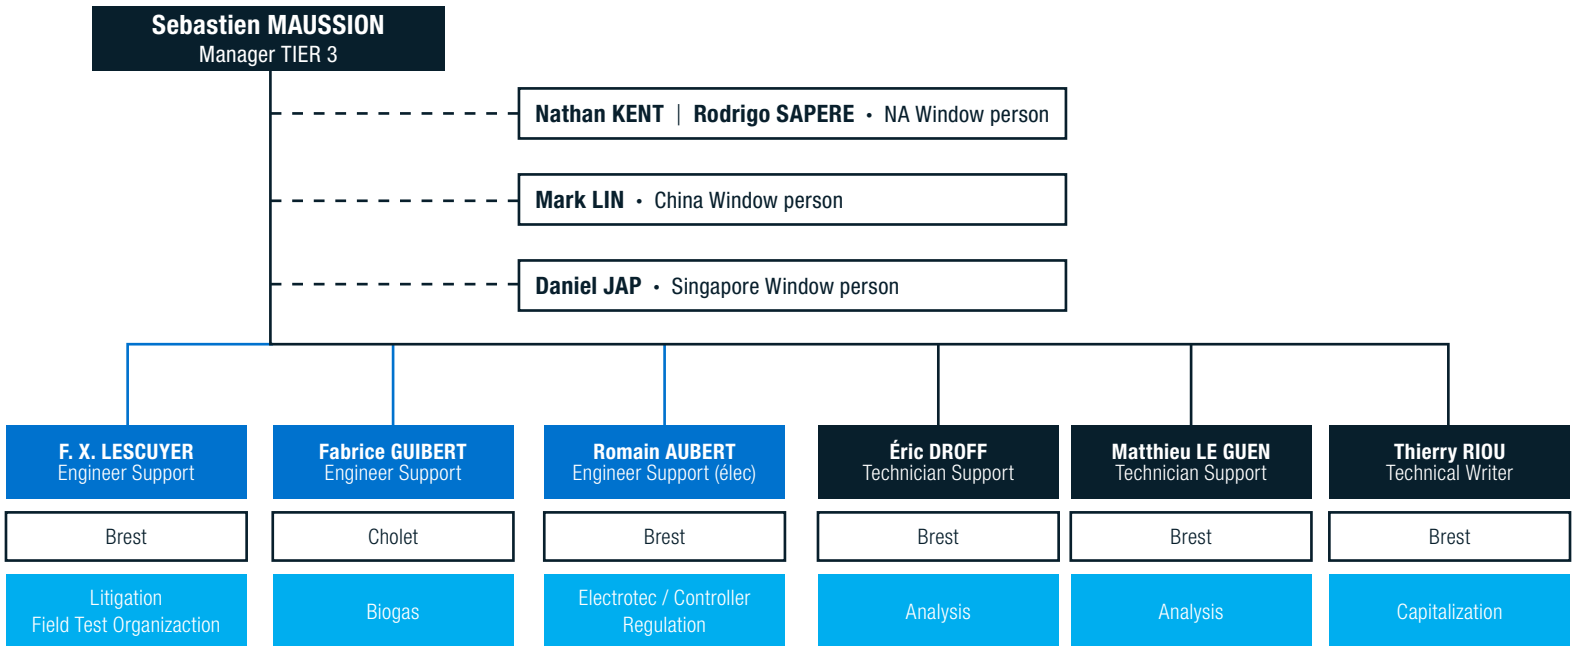 Sebastien MAUSSION
Manager TIER 3
Nathan KENT | Rodrigo SAPERE • NA Window person
Mark LIN • China Window person
Daniel JAP • Singapore Window person
F. X. LESCUYER
Engineer Support
Brest
Litigation
Field Test Organizaction
Fabrice GUIBERT
Engineer Support
Cholet
Biogas
Romain AUBERT
Engineer Support (élec)
Brest
Electrotec / Controller
Regulation
Éric DROFF
Technician Support
Brest
Analysis
Matthieu LE GUEN
Technician Support
Brest
Analysis
Thierry RIOU
Technical Writer
Brest
Capitalization